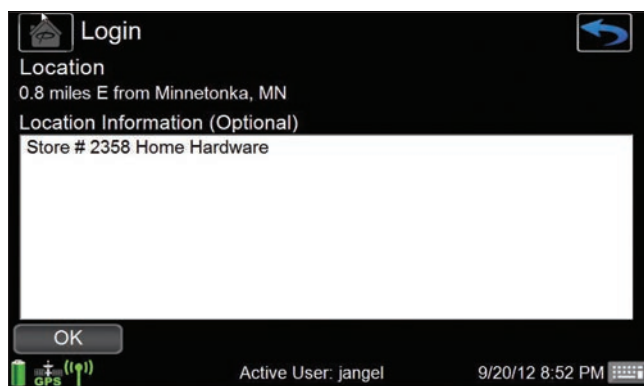 Login
Location
0.8 miles E from Minnetonka, MN
Location Information (Optional)
Store # 2358 Home Hardware
OK
GPS Active User: jangel 9/20/12 8:52 PM